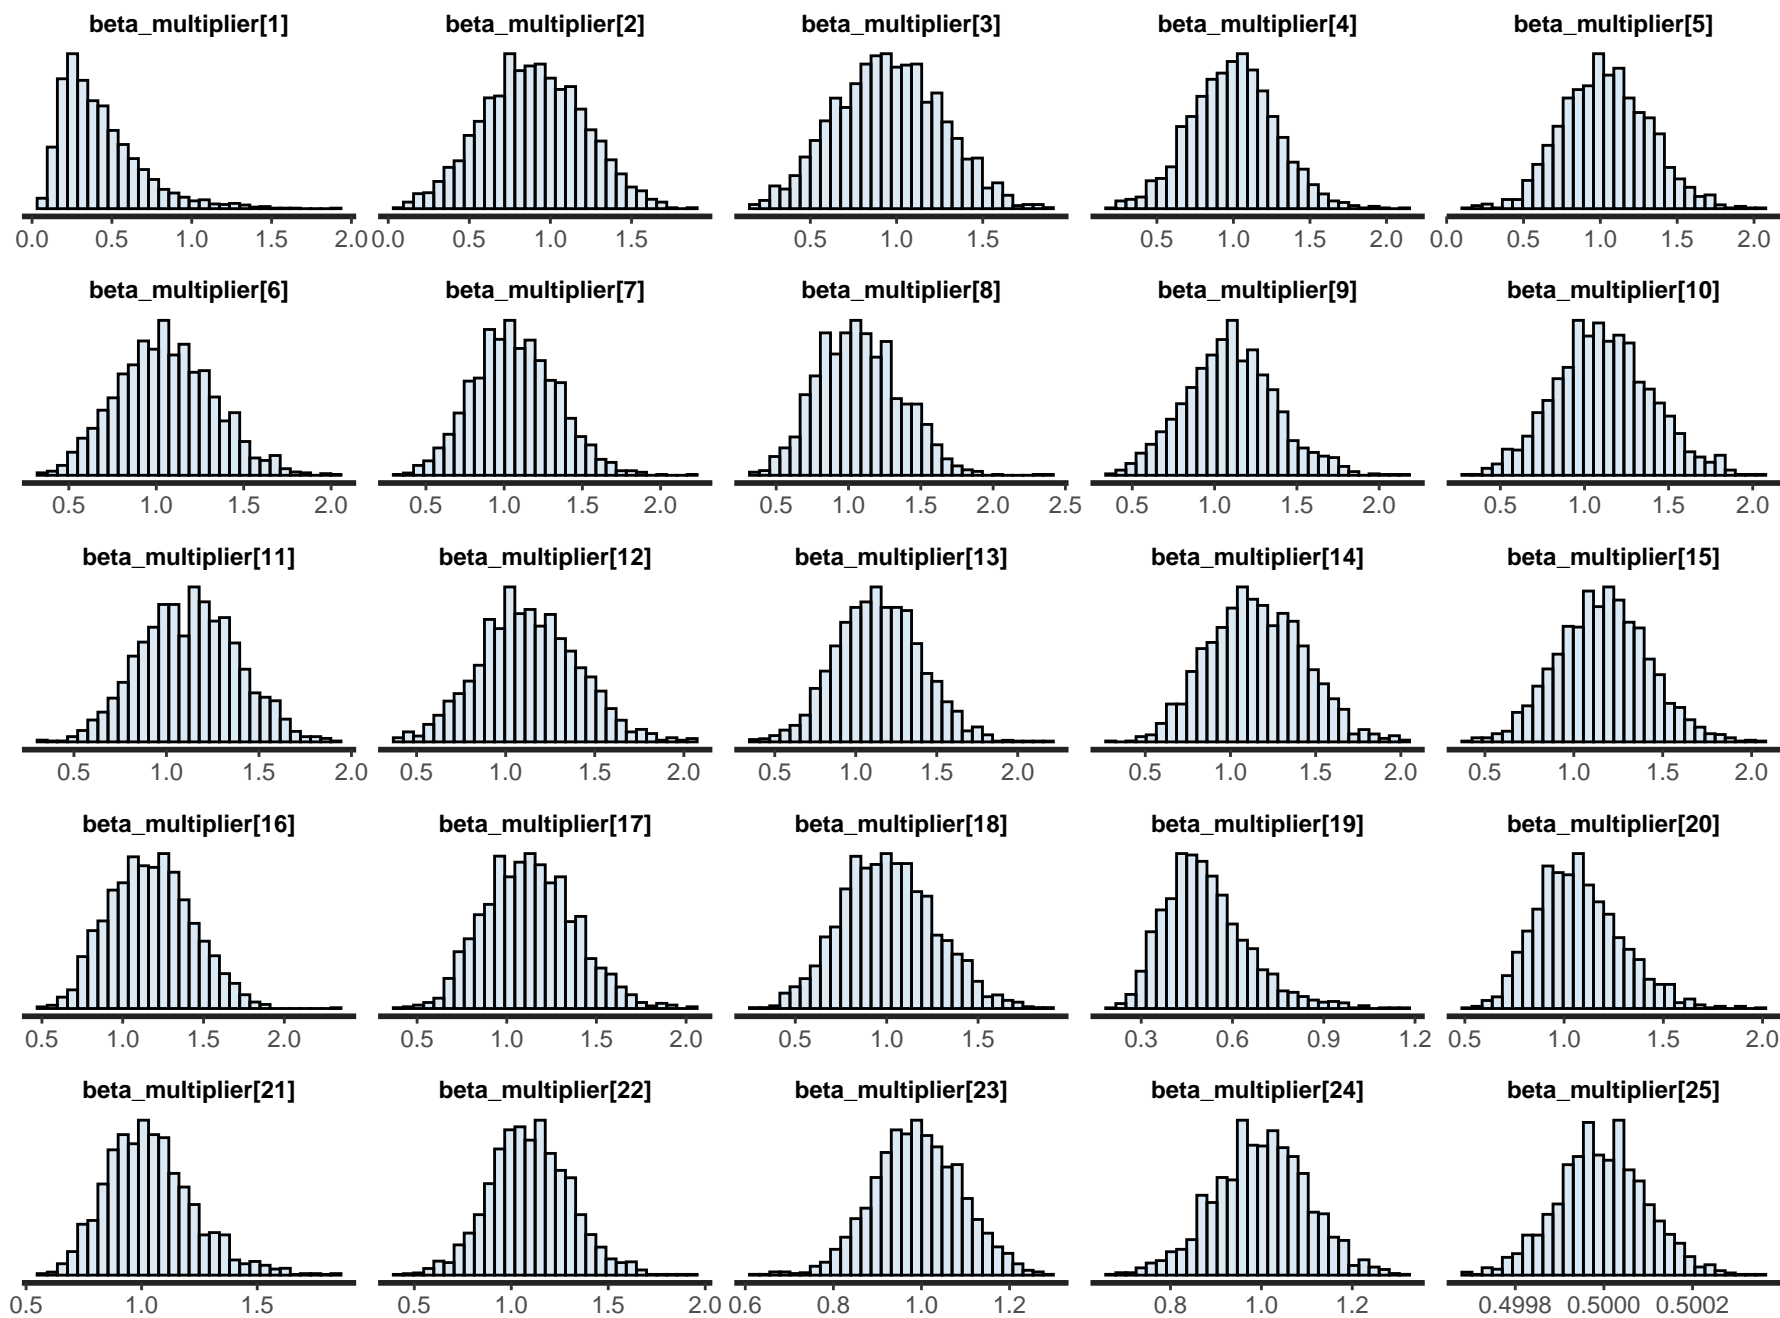 beta_multiplier[1] beta_multiplier[2] beta_multiplier[3] beta_multiplier[4] beta_multiplier[5]
0.0 0.5 1.0 1.5 2.0 0.0 0.5 1.0 1.5 0.5 1.0 1.5 0.5 1.0 1.5 2.0 0.0 0.5 1.0 1.5 2.0
beta_multiplier[6] beta_multiplier[7] beta_multiplier[8] beta_multiplier[9] beta_multiplier[10]
0.5 1.0 1.5 2.0 0.5 1.0 1.5 2.0 0.5 1.0 1.5 2.0 2.5 0.5 1.0 1.5 2.0 0.5 1.0 1.5 2.0
beta_multiplier[11] beta_multiplier[12] beta_multiplier[13] beta_multiplier[14] beta_multiplier[15]
0.5 1.0 1.5 2.0 0.5 1.0 1.5 2.0 0.5 1.0 1.5 2.0 0.5 1.0 1.5 2.0 0.5 1.0 1.5 2.0
beta_multiplier[16] beta_multiplier[17] beta_multiplier[18] beta_multiplier[19] beta_multiplier[20]
0.5 1.0 1.5 2.0 0.5 1.0 1.5 2.0 0.5 1.0 1.5 0.3 0.6 0.9 1.2 0.5 1.0 1.5 2.0
beta_multiplier[21] beta_multiplier[22] beta_multiplier[23] beta_multiplier[24] beta_multiplier[25]
0.5 1.0 1.5 0.5 1.0 1.5 2.0 0.6 0.8 1.0 1.2 0.8 1.0 1.2 0.4998 0.5000 0.5002